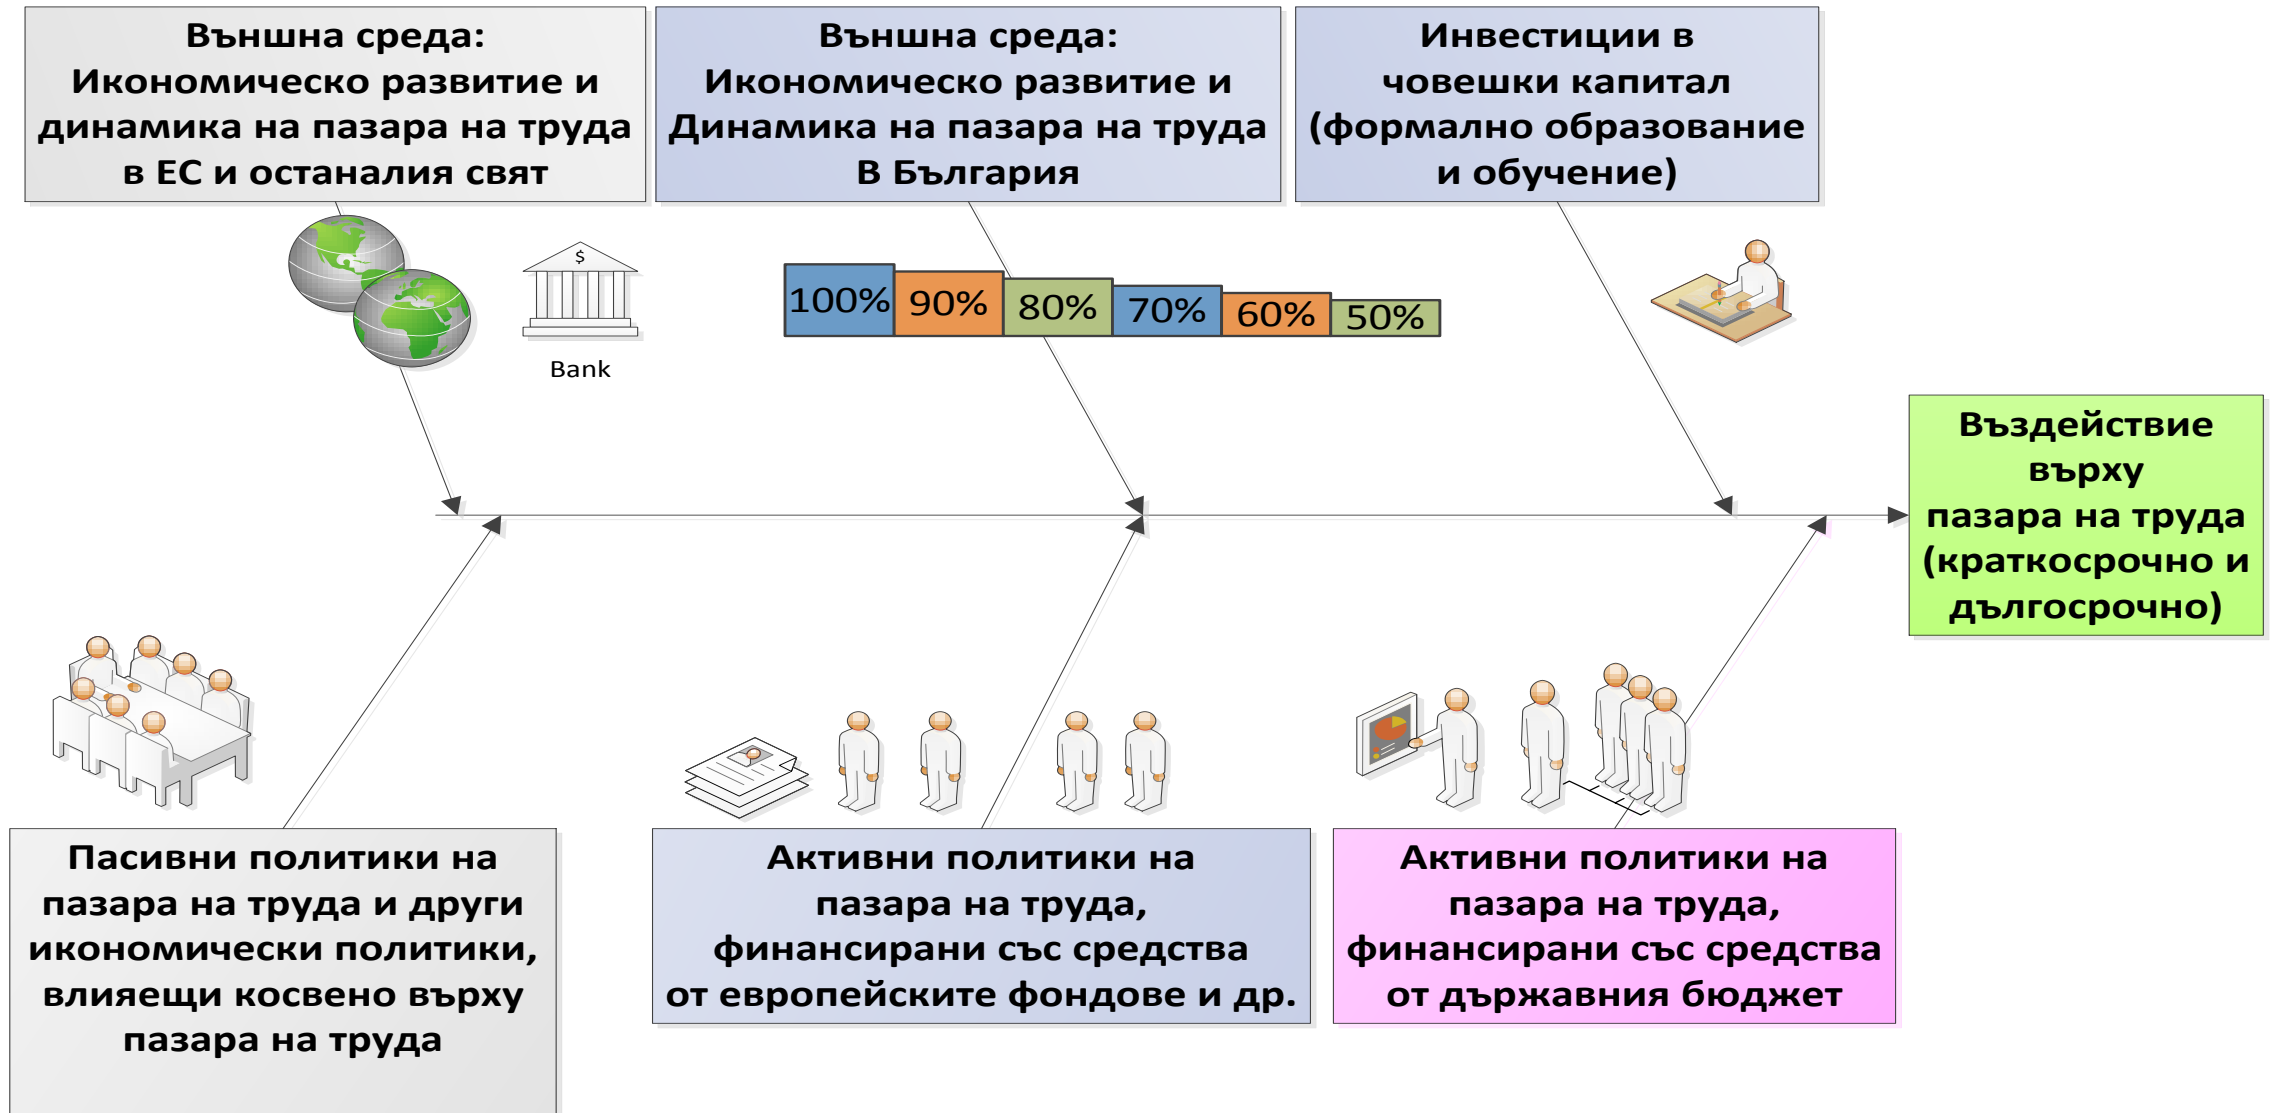 Външна среда:
Икономическо развитие и
динамика на пазара на труда
в ЕС и останалия свят
Външна среда:
Икономическо развитие и
Динамика на пазара на труда
В България
Инвестиции в
човешки капитал
(формално образование
и обучение)
$
Bank
100%
90%
80%
70%
60%
50%
Въздействие
върху
пазара на труда
(краткосрочно и
дългосрочно)
Пасивни политики на
пазара на труда и други
икономически политики,
влияещи косвено върху
пазара на труда
Активни политики на
пазара на труда,
финансирани със средства
от европейските фондове и др.
Активни политики на
пазара на труда,
финансирани със средства
от държавния бюджет